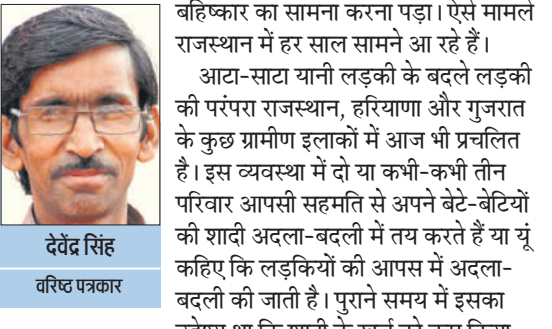 बहिष्कार का सामना करना पड़ा। ऐसे मामले
राजस्थान में हर साल सामने आ रहे हैं।
आटा-साटा यानी लड़की के बदले लड़की
की परंपरा राजस्थान, हरियाणा और गुजरात
के कुछ ग्रामीण इलाकों में आज भी प्रचलित
है। इस व्यवस्था में दो या कभी-कभी तीन
परिवार आपसी सहमति से अपने बेटे-बेटियों
की शादी अदला-बदली में तय करते हैं या यूं
कहिए कि लड़कियों की आपस में अदला-
बदली की जाती है। पुराने समय में इसका
देवेंद्र सिंह
वरिष्ठ पत्रकार